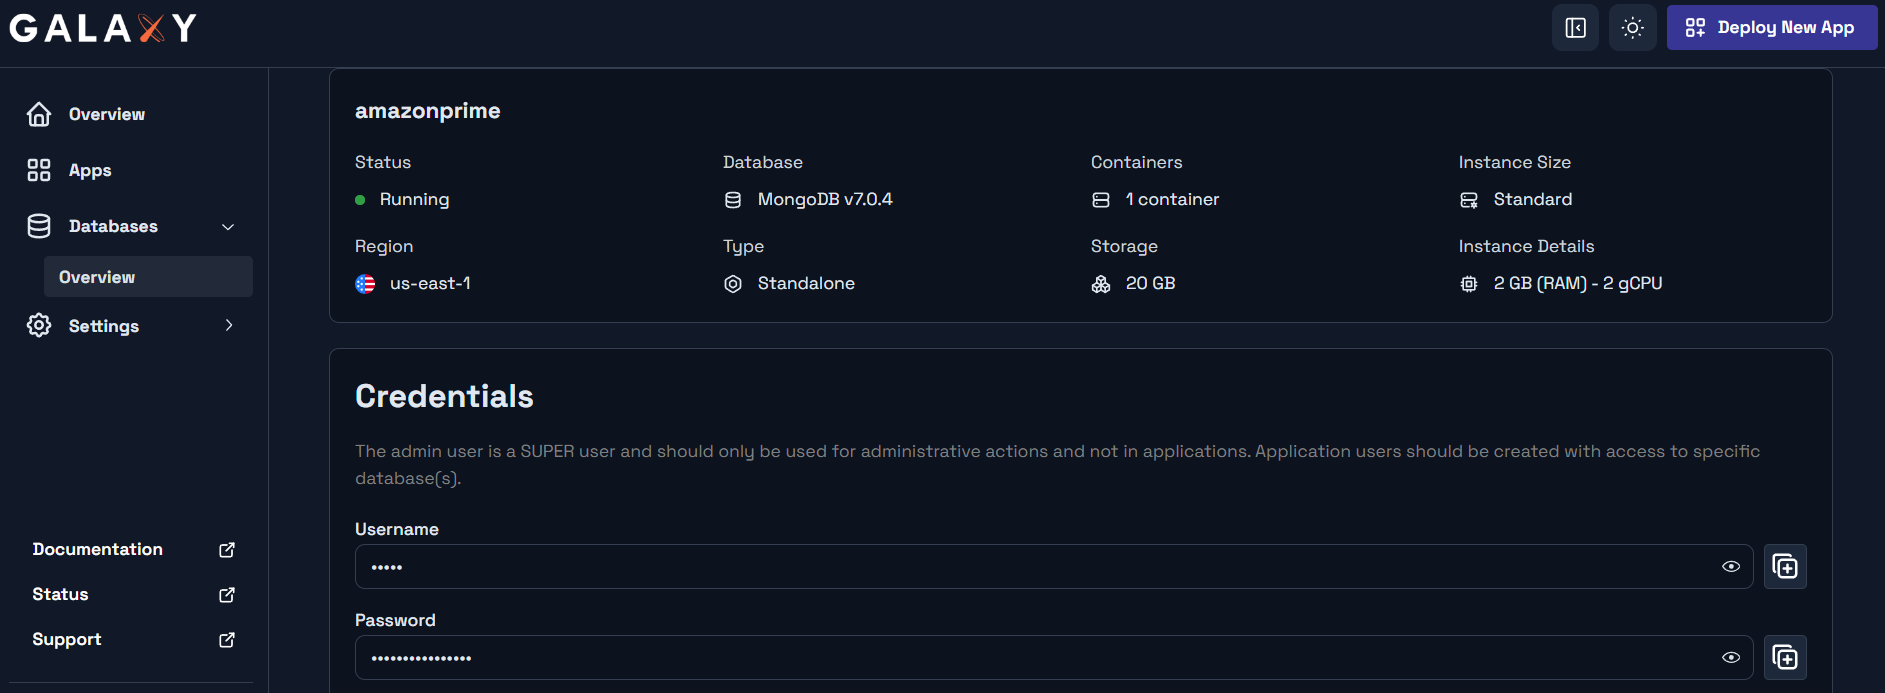 GALAXY
Deploy New App
Overview
Apps
Databases
Overview
Settings
Documentation
Status
Support
amazonprime
Status
Database
Containers
Instance Size
Running
MongoDB v7.0.4
1 container
Standard
Region
Type
Storage
Instance Details
us-east-1
Standalone
20 GB
2 GB (RAM) - 2 gCPU
Credentials
The admin user is a SUPER user and should only be used for administrative actions and not in applications. Application users should be created with access to specific
database(s).
Username
•••••
Password
••••••••••••••••